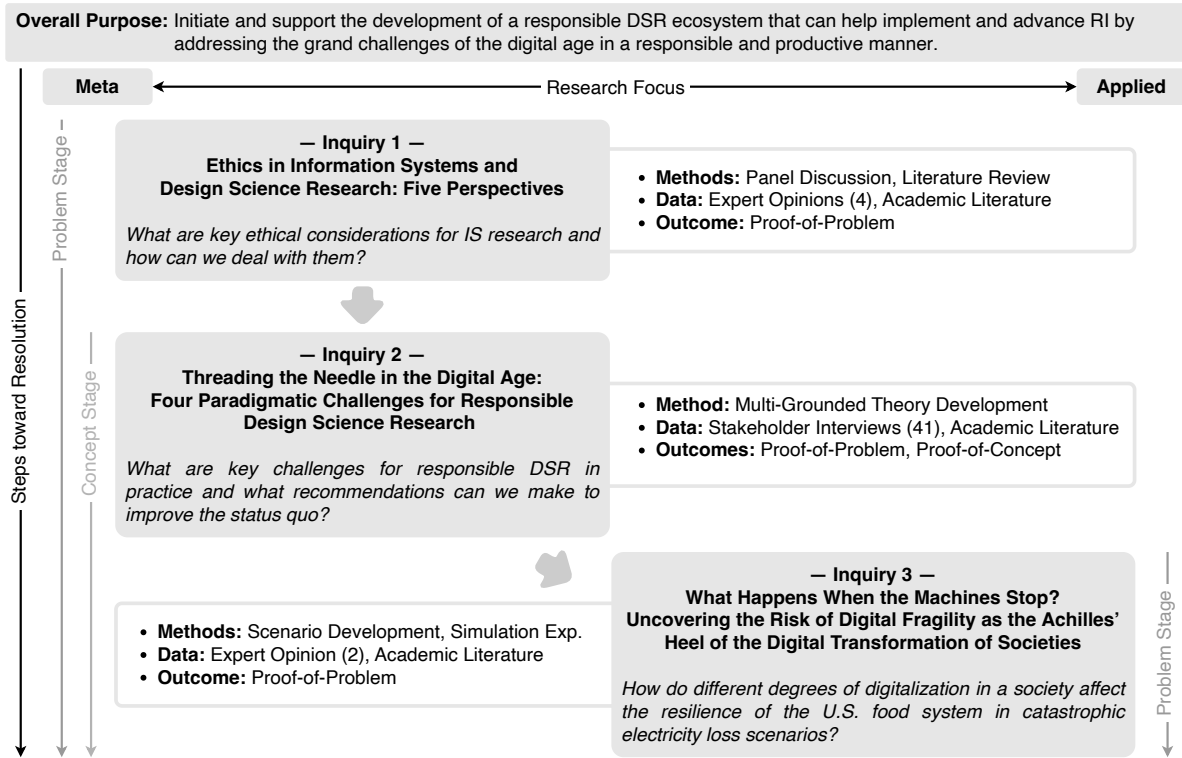 Overall Purpose: Initiate and support the development of a responsible DSR ecosystem that can help implement and advance RI by
addressing the grand challenges of the digital age in a responsible and productive manner.
Meta
Research Focus
Applied
Steps toward Resolution
Problem Stage
Concept Stage
— Inquiry 1 —
Ethics in Information Systems and
Design Science Research: Five Perspectives
What are key ethical considerations for IS research and
how can we deal with them?
• Methods: Panel Discussion, Literature Review
• Data: Expert Opinions (4), Academic Literature
• Outcome: Proof-of-Problem
— Inquiry 2 —
Threading the Needle in the Digital Age:
Four Paradigmatic Challenges for Responsible
Design Science Research
What are key challenges for responsible DSR in
practice and what recommendations can we make to
improve the status quo?
• Method: Multi-Grounded Theory Development
• Data: Stakeholder Interviews (41), Academic Literature
• Outcomes: Proof-of-Problem, Proof-of-Concept
— Inquiry 3 —
What Happens When the Machines Stop?
Uncovering the Risk of Digital Fragility as the Achilles’
Heel of the Digital Transformation of Societies
How do different degrees of digitalization in a society affect
the resilience of the U.S. food system in catastrophic
electricity loss scenarios?
• Methods: Scenario Development, Simulation Exp.
• Data: Expert Opinion (2), Academic Literature
• Outcome: Proof-of-Problem
Problem Stage